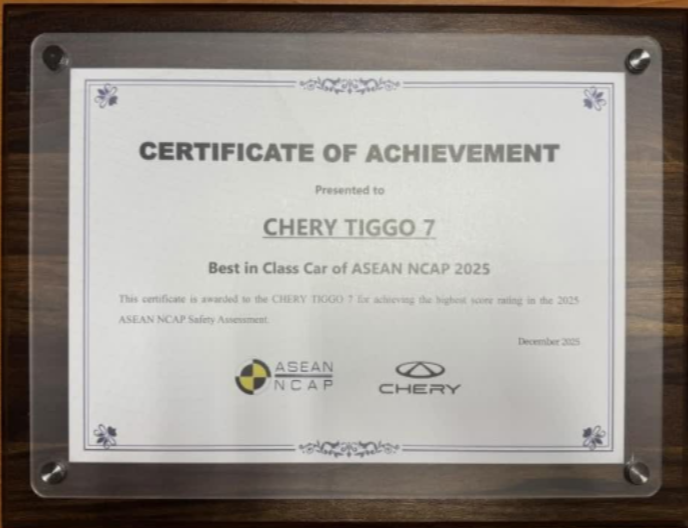 CERTIFICATE OF ACHIEVEMENT
Presented to
CHERY TIGGO 7
Best in Class Car of ASEAN NCAP 2025
This certificate is awarded to the CHERY TIGGO 7 for achieving the highest score rating in the 2025
ASEAN NCAP Safety Assessment.
December 2025
ASEAN
NCAP
CHERY